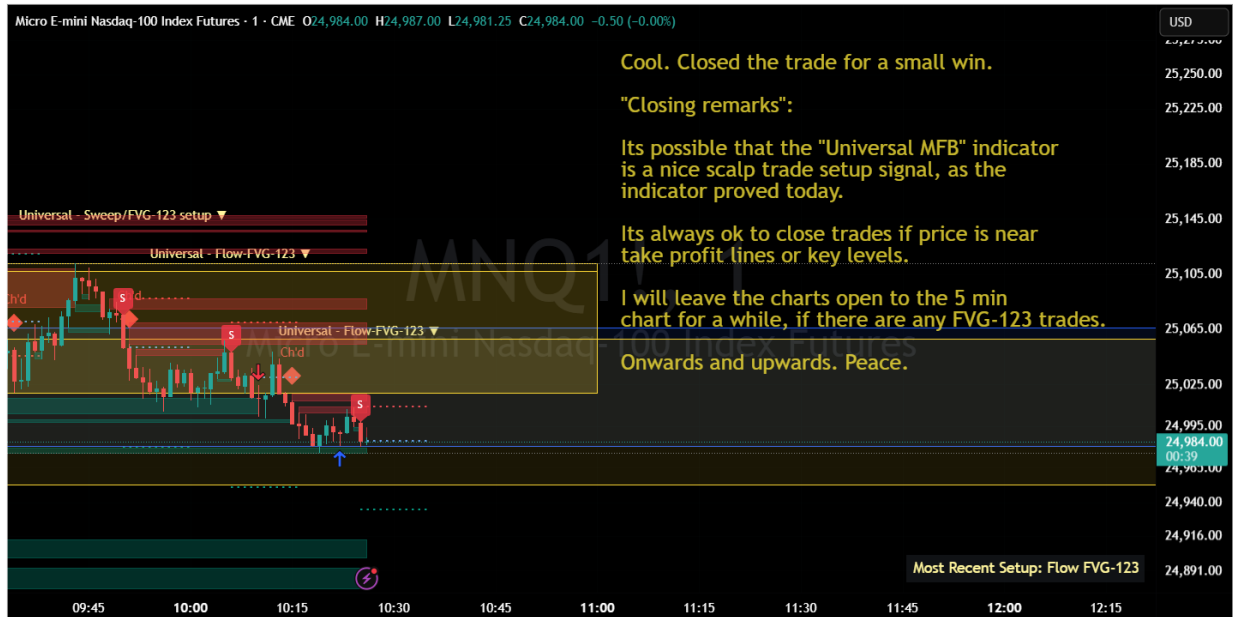 Micro E-mini Nasdaq-100 Index Futures · 1 · CME O24,984.00 H24,987.00 L24,981.25 C24,984.00 −0.50 (−0.00%)
USD
Cool. Closed the trade for a small win.
"Closing remarks":
Its possible that the "Universal MFB" indicator
is a nice scalp trade setup signal, as the
indicator proved today.
Its always ok to close trades if price is near
take profit lines or key levels.
I will leave the charts open to the 5 min
chart for a while, if there are any FVG-123 trades.
Onwards and upwards. Peace.
Universal - Sweep/FVG-123 setup ▼
Universal - Flow-FVG-123 ▼
Universal - Flow-FVG-123 ▼
MNQ1!, 1
Micro E-mini Nasdaq-100 Index Futures
Ch'd
S
S
Ch'd
S
25,275.00
25,250.00
25,225.00
25,185.00
25,145.00
25,105.00
25,065.00
25,025.00
24,995.00
24,984.00
00:39
24,965.00
24,940.00
24,916.00
24,891.00
Most Recent Setup: Flow FVG-123
09:45 10:00 10:15 10:30 10:45 11:00 11:15 11:30 11:45 12:00 12:15